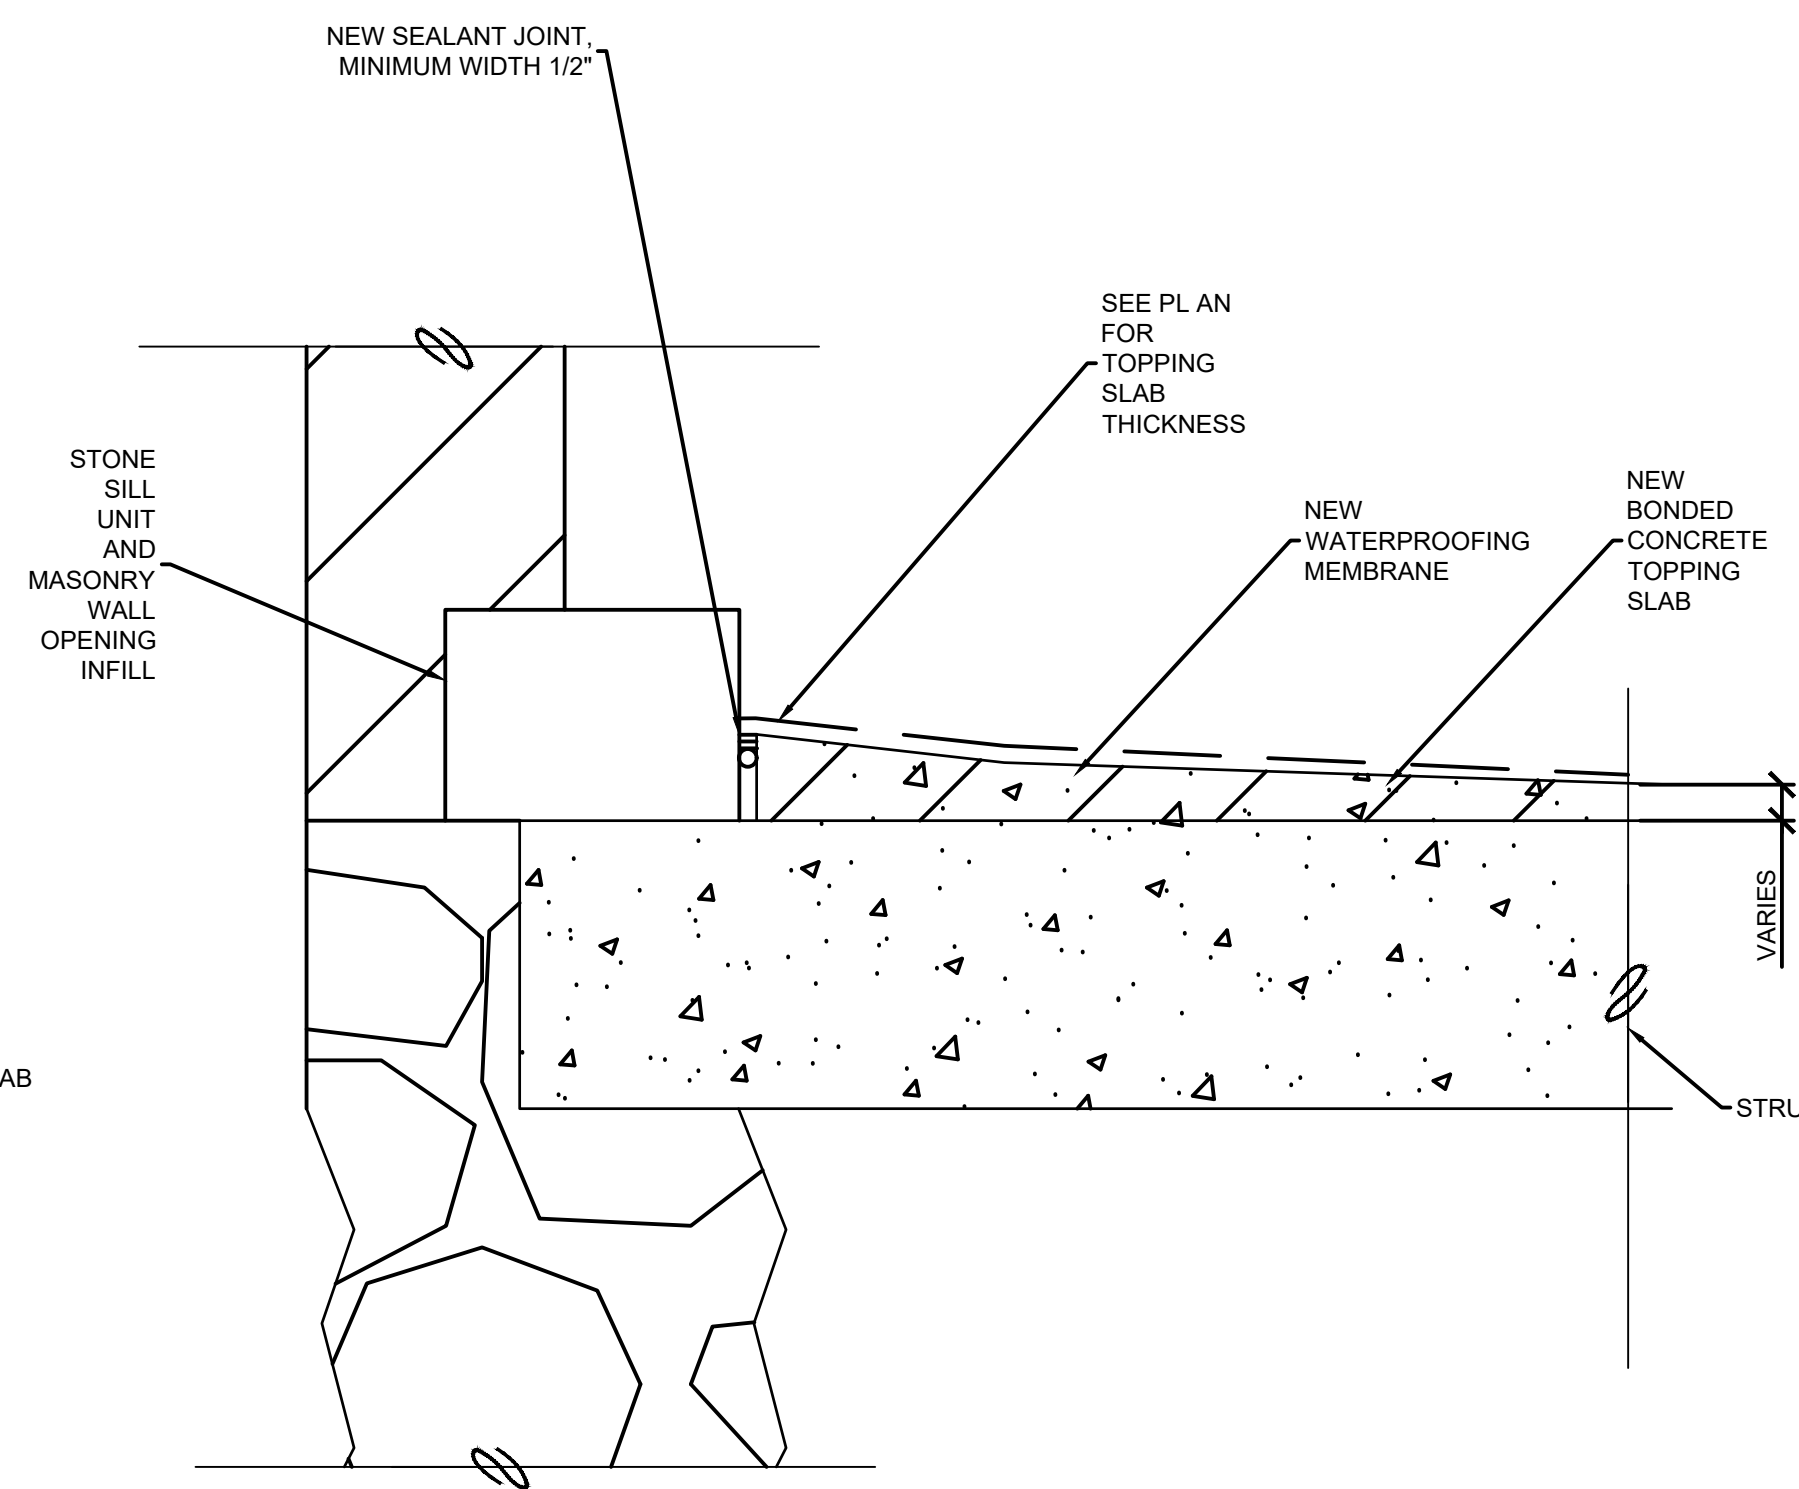 NEW SEALANT JOINT,
MINIMUM WIDTH 1/2"
SEE PL AN
FOR
TOPPING
SLAB
THICKNESS
STONE
SILL
UNIT
AND
MASONRY
WALL
OPENING
INFILL
NEW
WATERPROOFING
MEMBRANE
NEW
BONDED
CONCRETE
TOPPING
SLAB
VARIES
AB
STRU